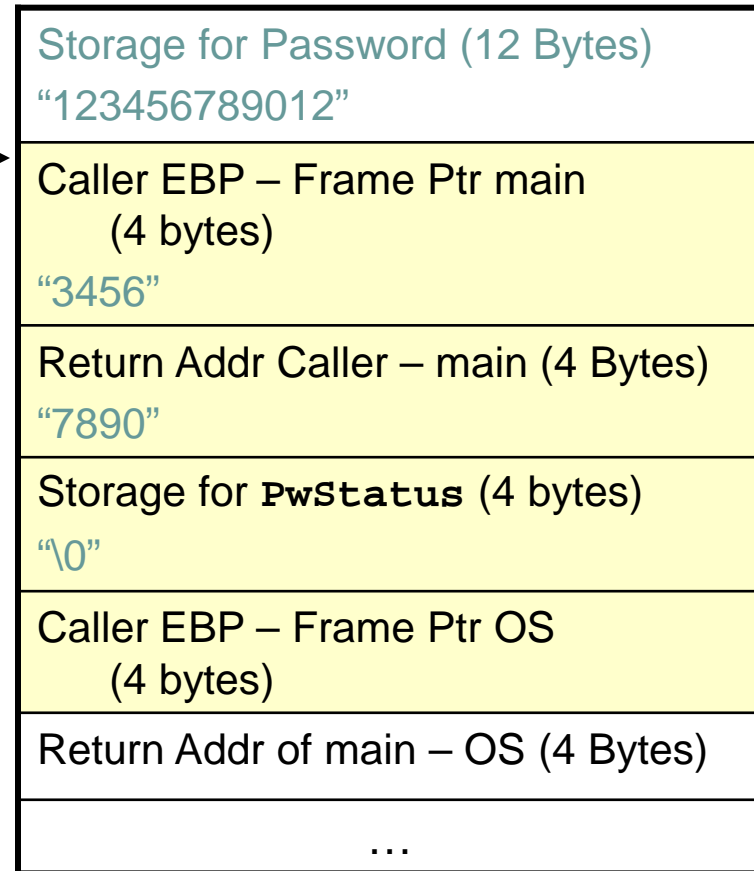 Storage for Password (12 Bytes)
“123456789012”
Caller EBP – Frame Ptr main
(4 bytes)
“3456”
Return Addr Caller – main (4 Bytes)
“7890”
Storage for PwStatus (4 bytes)
“\0”
Caller EBP – Frame Ptr OS
(4 bytes)
Return Addr of main – OS (4 Bytes)
…